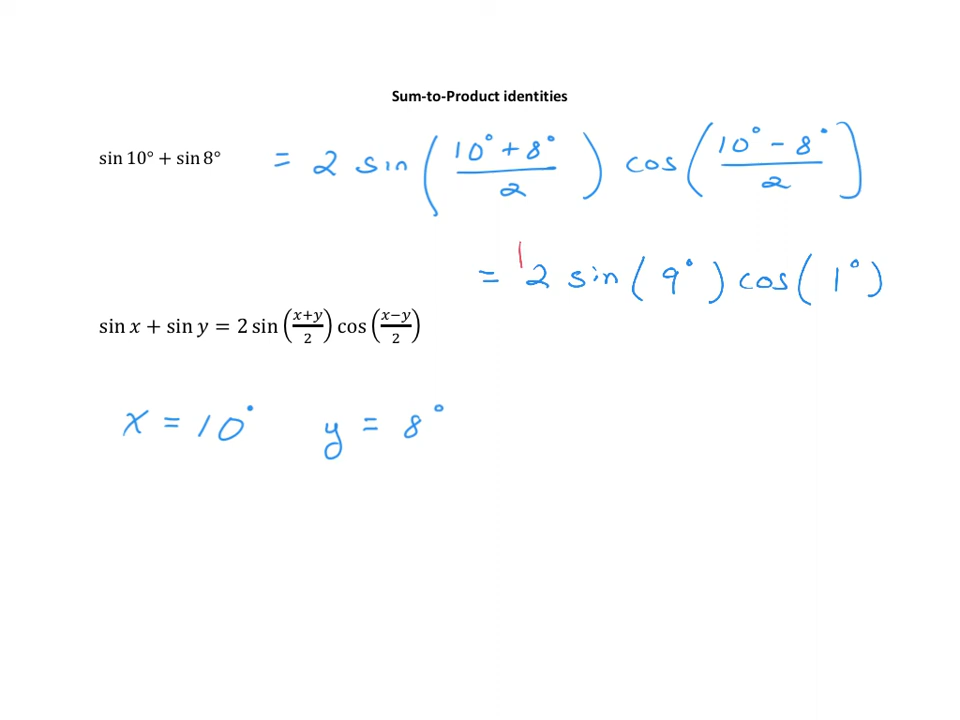 Sum-to-Product identities
sin 10° + sin 8° = 2 sin ( (10° + 8°)/2 ) cos ( (10° − 8°)/2 )
= 2 sin ( 9° ) cos ( 1° )
sin x + sin y = 2 sin ( (x+y)/2 ) cos ( (x−y)/2 )
x = 10° y = 8°